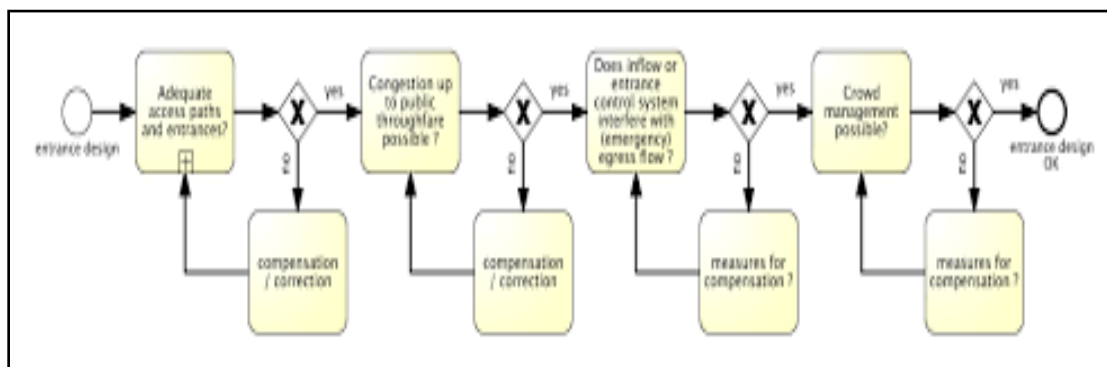 entrance design
Adequate
access paths
and entrances?
yes
no
compensation
/ correction
Congestion up
to public
throughfare
possible ?
yes
no
compensation
/ correction
Does inflow or
entrance
control system
interfere with
(emergency)
egress flow ?
yes
no
measures for
compensation ?
Crowd
management
possible?
yes
no
measures for
compensation ?
entrance design
OK